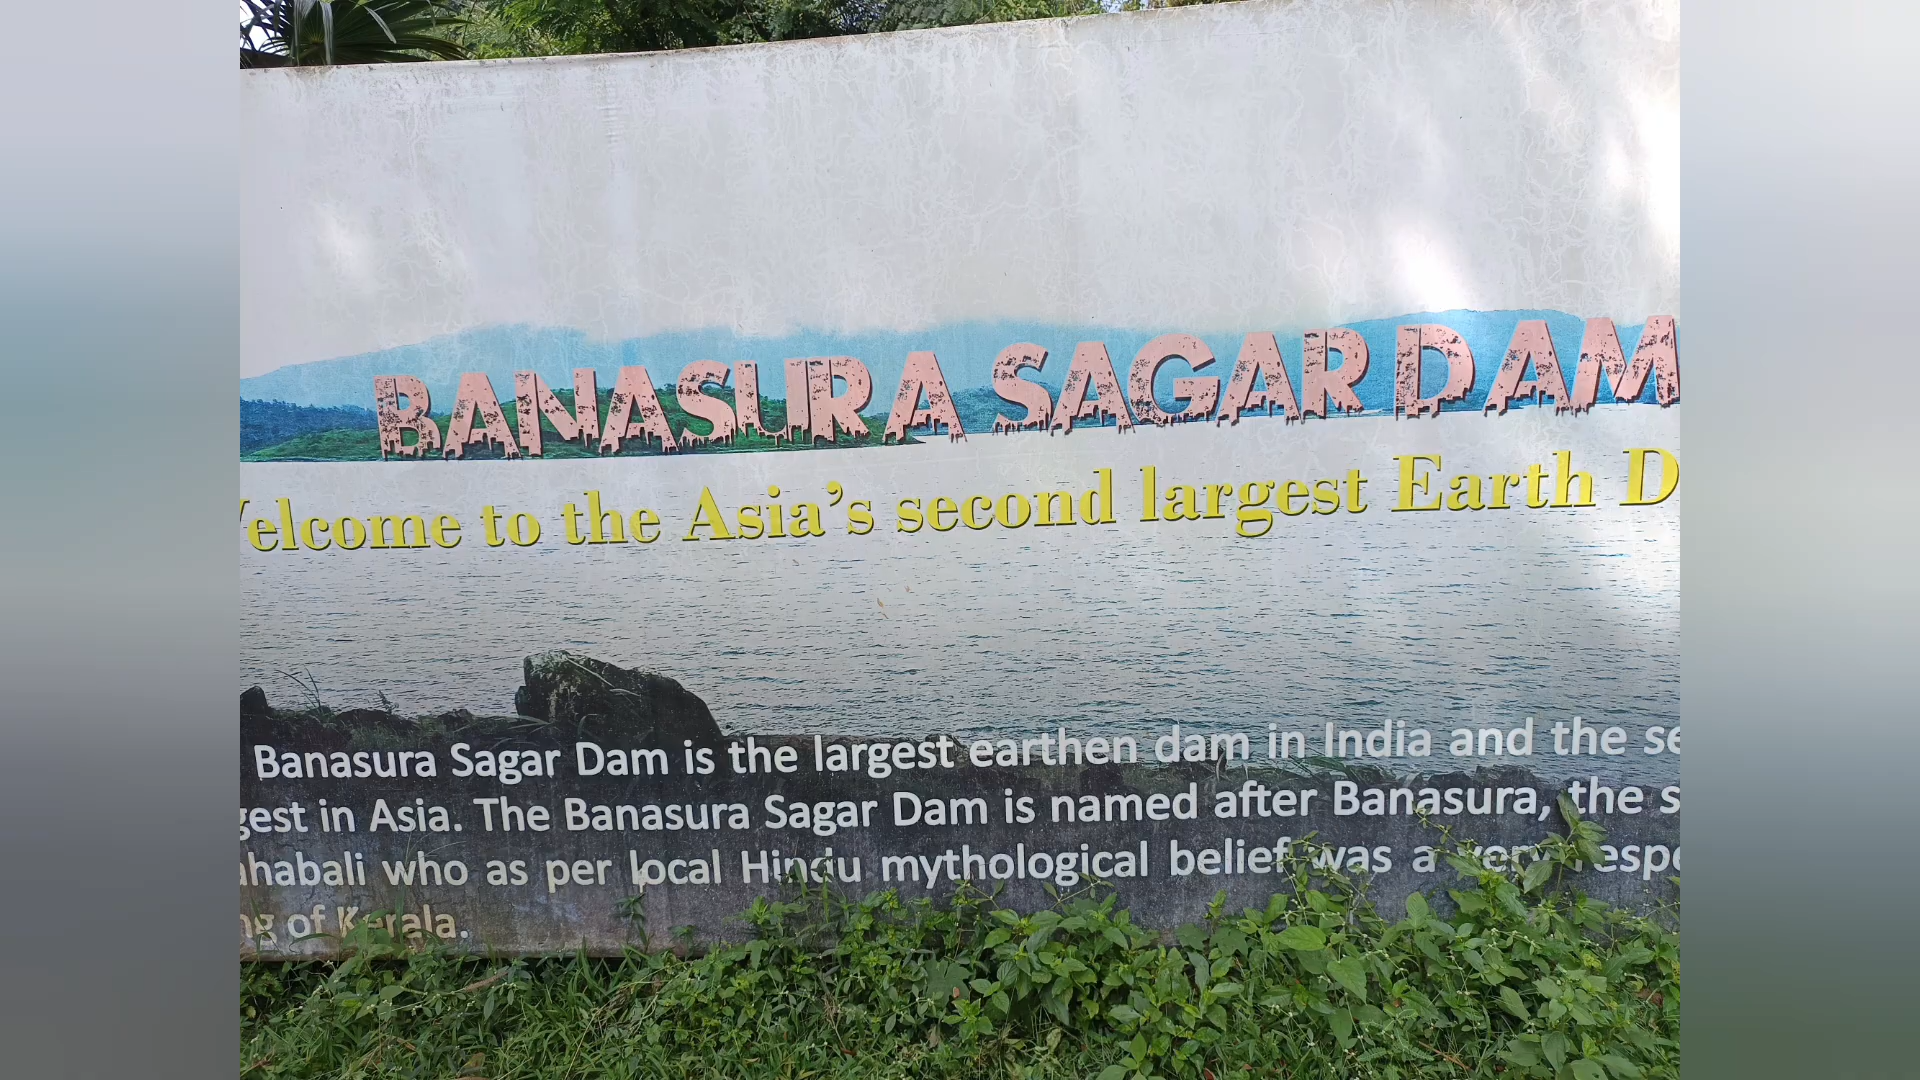 BANASURA SAGAR DAM
Welcome to the Asia's second largest Earth D
Banasura Sagar Dam is the largest earthen dam in India and the se
gest in Asia. The Banasura Sagar Dam is named after Banasura, the s
ahabali who as per local Hindu mythological belief was a very respe
ng of Kerala.